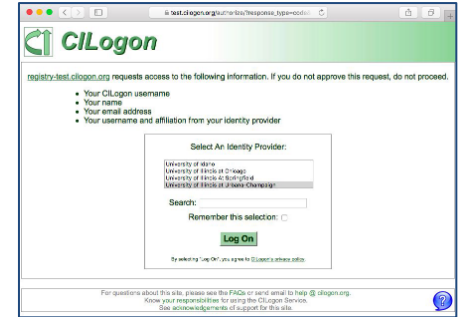 test.cilogon.org/authorize/?response_type=code&
CILogon
registry-test.cilogon.org requests access to the following information. If you do not approve this request, do not proceed.
• Your CILogon username
• Your name
• Your email address
• Your username and affiliation from your identity provider
Select An Identity Provider:
University of Idaho
University of Illinois at Chicago
University of Illinois At Springfield
University of Illinois at Urbana-Champaign
Search:
Remember this selection:
Log On
By selecting "Log On", you agree to CILogon's privacy policy.
For questions about this site, please see the FAQs or send email to help @ cilogon.org.
Know your responsibilities for using the CILogon Service.
See acknowledgements of support for this site.
?